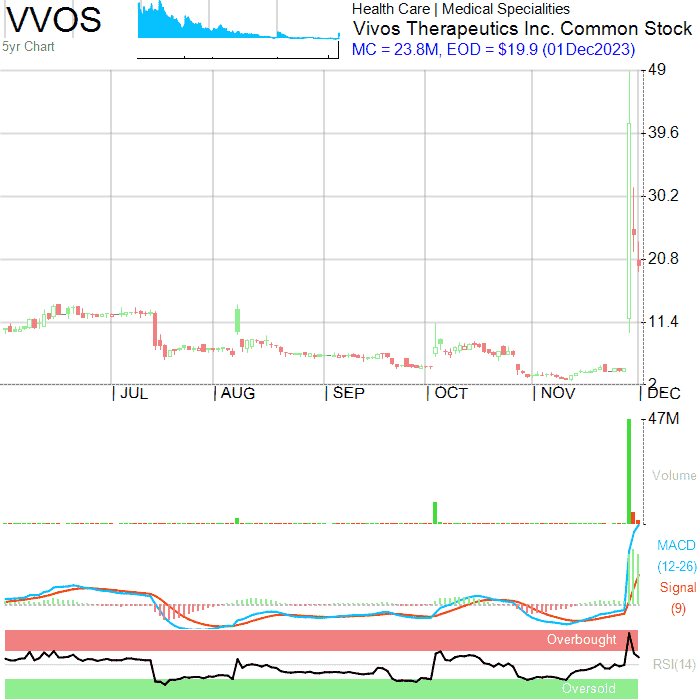 VVOS
5yr Chart
Health Care | Medical Specialities
Vivos Therapeutics Inc. Common Stock
MC = 23.8M, EOD = $19.9 (01Dec2023)
49
39.6
30.2
20.8
11.4
2
| JUL | AUG | SEP | OCT | NOV | DEC
47M
Volume
MACD
(12-26)
Signal
(9)
Overbought
RSI(14)
Oversold